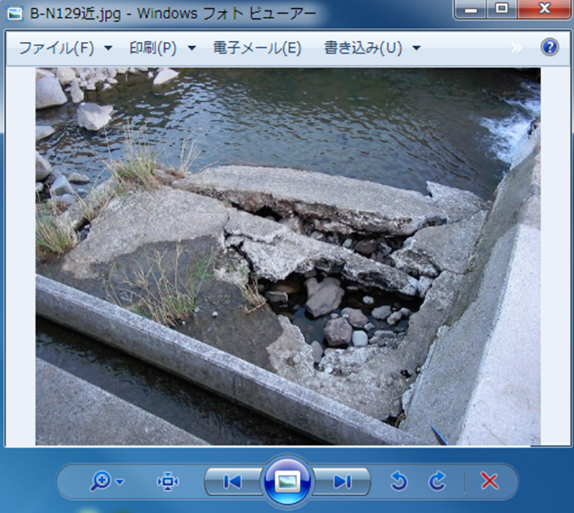 B-N129近.jpg - Windows フォト ビューアー
ファイル(F) 印刷(P) 電子メール(E) 書き込み(U) »
?